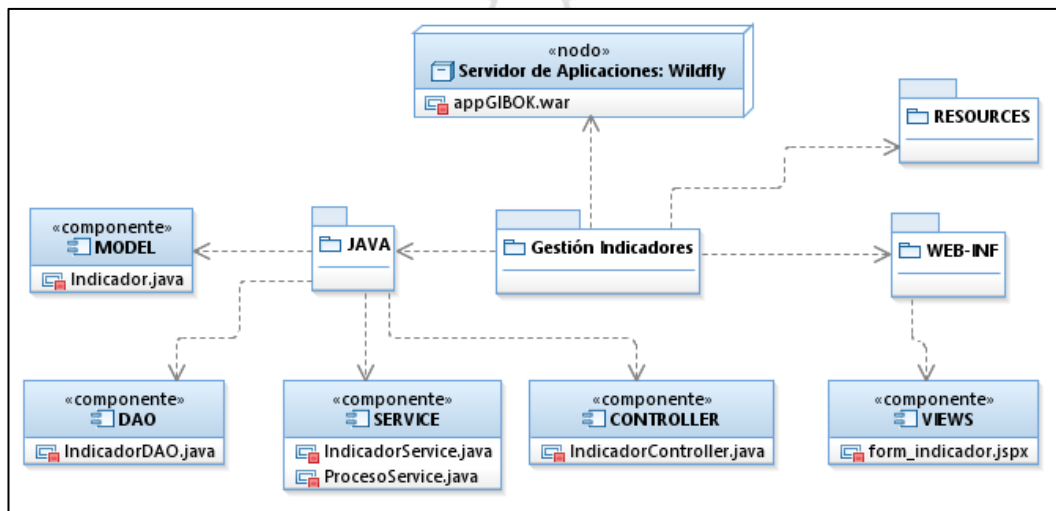 «nodo»
Servidor de Aplicaciones: Wildfly
appGIBOK.war
RESOURCES
«componente»
MODEL
Indicador.java
JAVA
Gestión Indicadores
WEB-INF
«componente»
DAO
IndicadorDAO.java
«componente»
SERVICE
IndicadorService.java
ProcesoService.java
«componente»
CONTROLLER
IndicadorController.java
«componente»
VIEWS
form_indicador.jspx